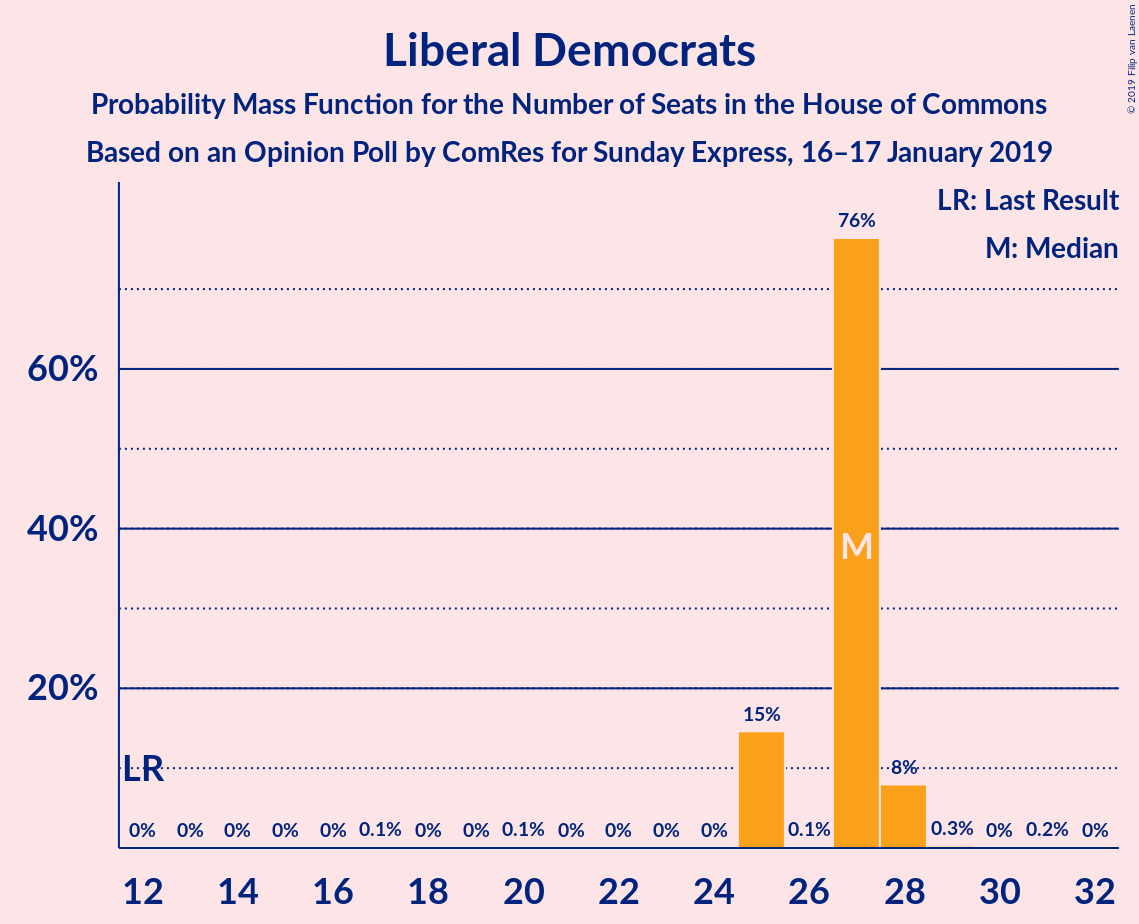 Liberal Democrats
Probability Mass Function for the Number of Seats in the House of Commons
Based on an Opinion Poll by ComRes for Sunday Express, 16–17 January 2019
© 2019 Filip van Laenen
LR: Last Result
M: Median
76%
60%
40%
M
20%
15%
LR
8%
0% 0% 0% 0% 0% 0.1% 0% 0% 0.1% 0% 0% 0% 0% 0.1% 0.3% 0% 0.2% 0%
12 14 16 18 20 22 24 26 28 30 32